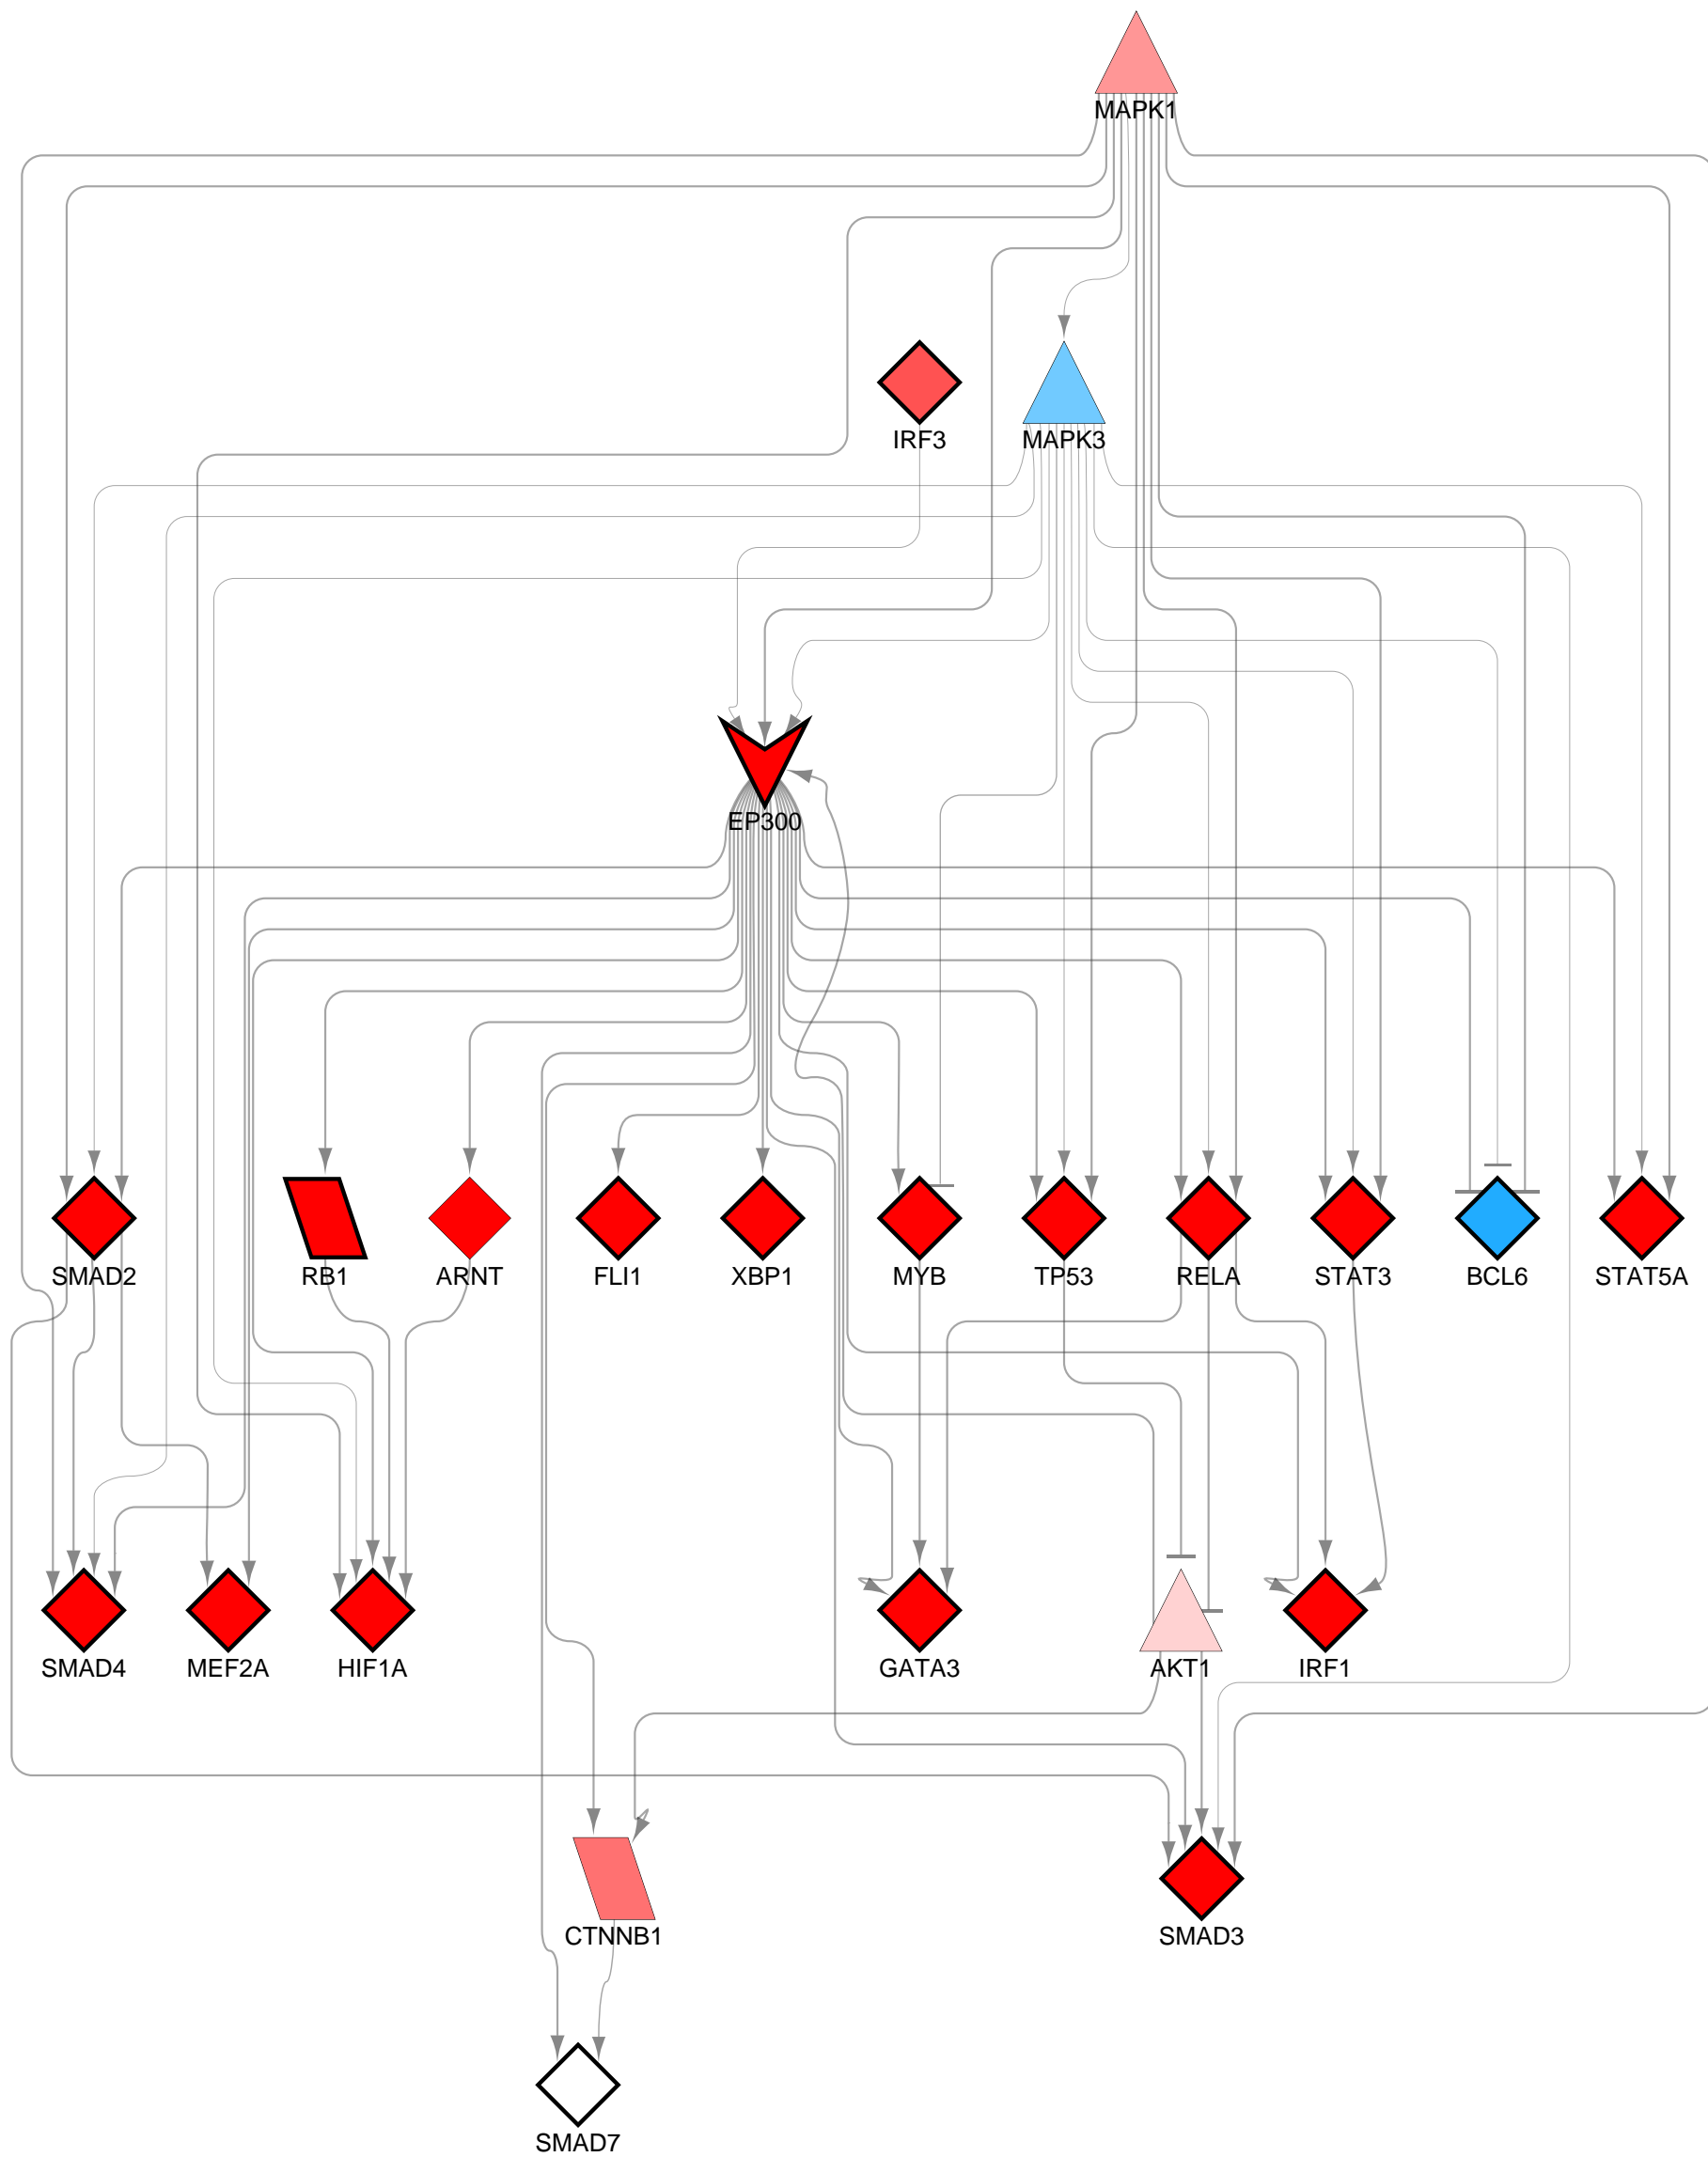 MAPK1
IRF3
MAPK3
EP300
SMAD2
RB1
ARNT
FLI1
XBP1
MYB
TP53
RELA
STAT3
BCL6
STAT5A
SMAD4
MEF2A
HIF1A
GATA3
AKT1
IRF1
CTNNB1
SMAD3
SMAD7